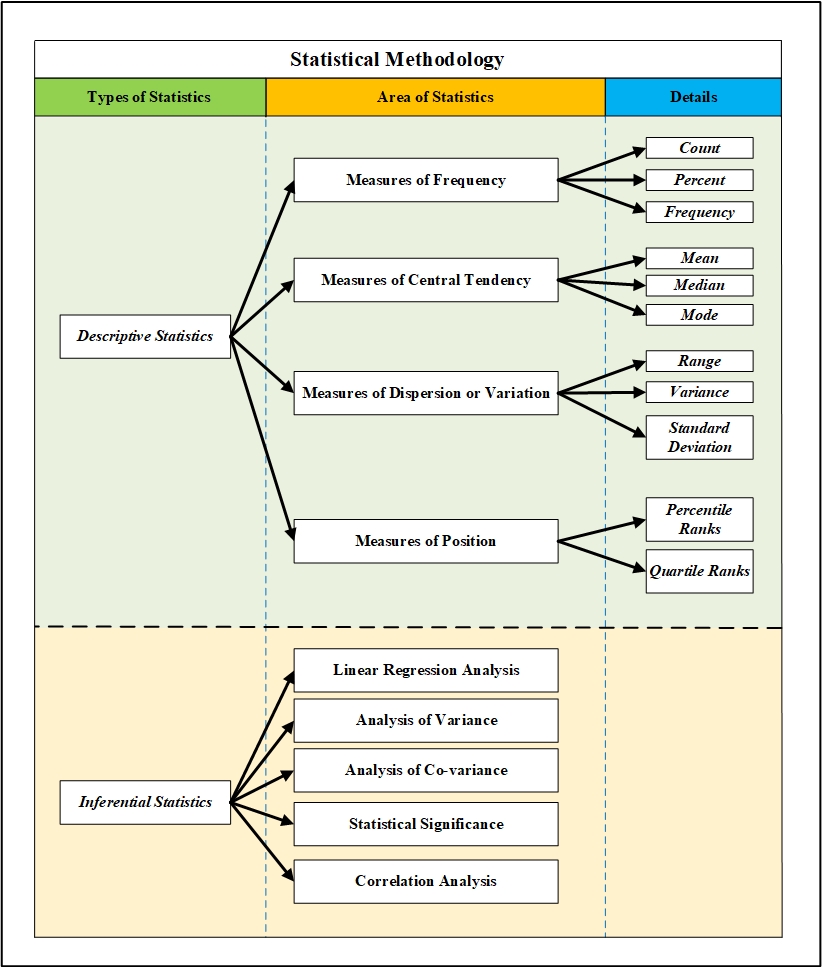 Statistical Methodology
Types of Statistics
Area of Statistics
Details
Descriptive Statistics
Measures of Frequency
Count
Percent
Frequency
Measures of Central Tendency
Mean
Median
Mode
Measures of Dispersion or Variation
Range
Variance
Standard
Deviation
Measures of Position
Percentile
Ranks
Quartile Ranks
Inferential Statistics
Linear Regression Analysis
Analysis of Variance
Analysis of Co-variance
Statistical Significance
Correlation Analysis